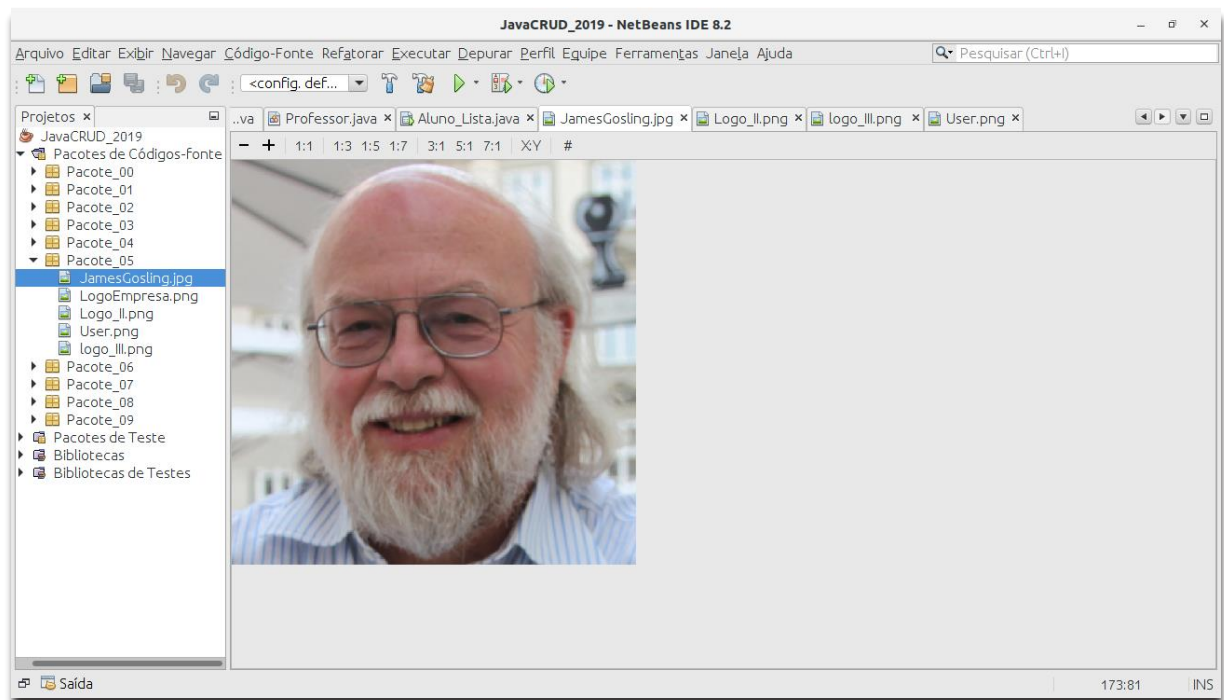 JavaCRUD_2019 - NetBeans IDE 8.2
Arquivo Editar Exibir Navegar Código-Fonte Refatorar Executar Depurar Perfil Equipe Ferramentas Janela Ajuda
Pesquisar (Ctrl+I)
<config. def...
Projetos
..va Professor.java Aluno_Lista.java JamesGosling.jpg Logo_II.png logo_III.png User.png
- + 1:1 1:3 1:5 1:7 3:1 5:1 7:1 X:Y #
JavaCRUD_2019
Pacotes de Códigos-fonte
Pacote_00
Pacote_01
Pacote_02
Pacote_03
Pacote_04
Pacote_05
JamesGosling.jpg
LogoEmpresa.png
Logo_II.png
User.png
logo_III.png
Pacote_06
Pacote_07
Pacote_08
Pacote_09
Pacotes de Teste
Bibliotecas
Bibliotecas de Testes
Saída
173:81 INS